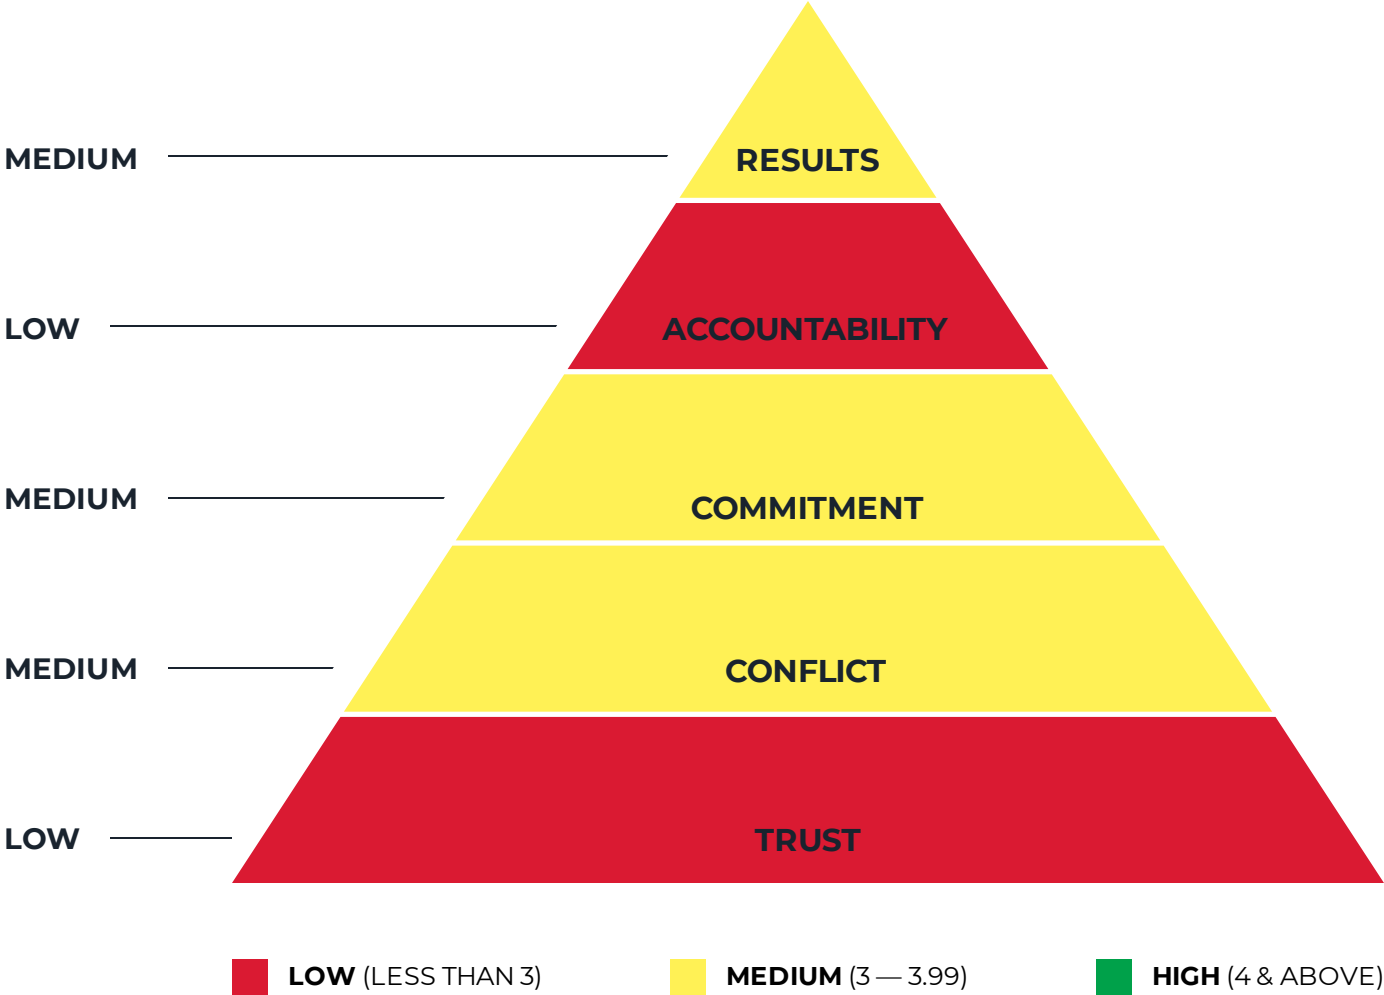 MEDIUM
RESULTS
LOW
ACCOUNTABILITY
MEDIUM
COMMITMENT
MEDIUM
CONFLICT
LOW
TRUST
LOW (LESS THAN 3)
MEDIUM (3 — 3.99)
HIGH (4 & ABOVE)